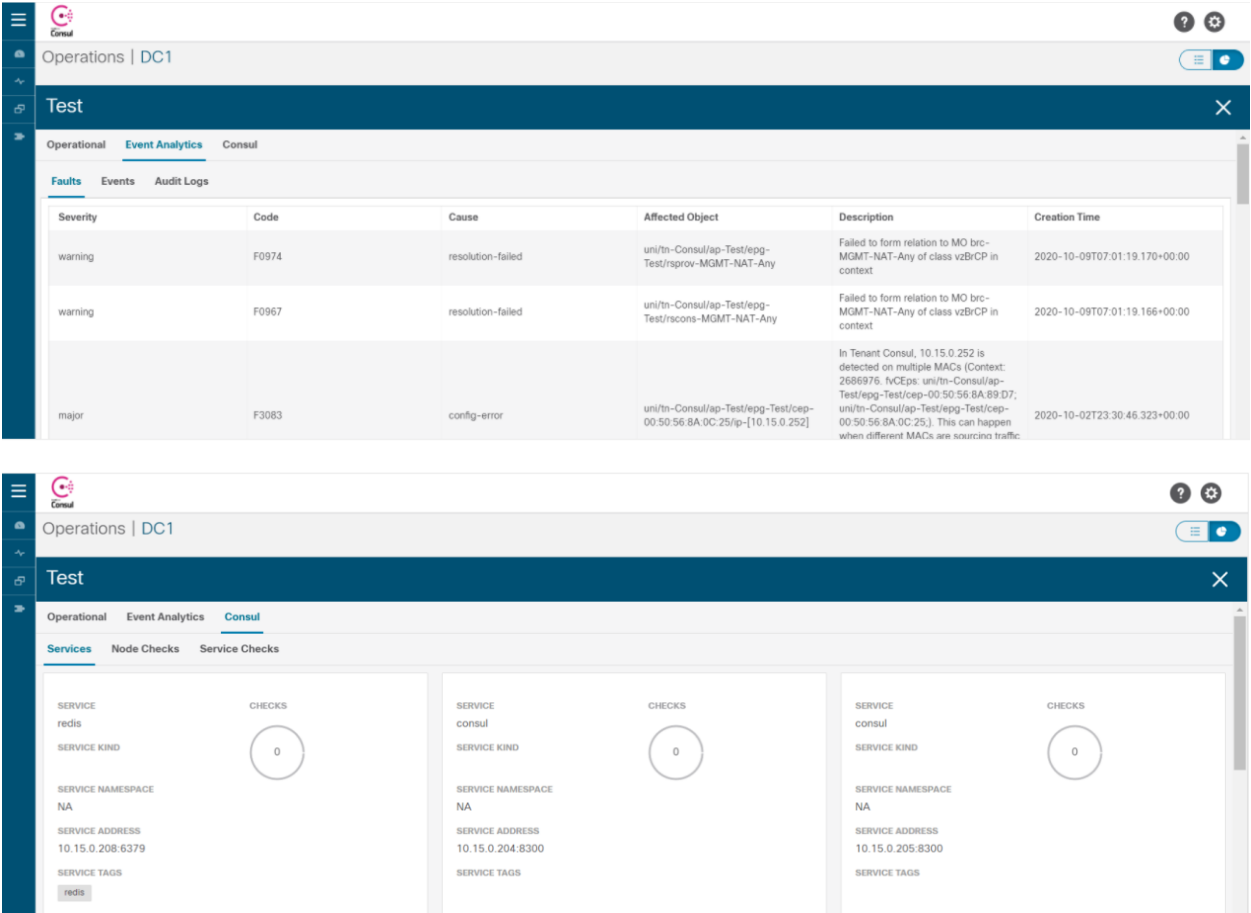 Consul
Operations | DC1
Test
Operational Event Analytics Consul
Faults Events Audit Logs
Severity Code Cause Affected Object Description Creation Time
warning F0974 resolution-failed uni/tn-Consul/ap-Test/epg-Test/rsprov-MGMT-NAT-Any Failed to form relation to MO brc-MGMT-NAT-Any of class vzBrCP in context 2020-10-09T07:01:19.170+00:00
warning F0967 resolution-failed uni/tn-Consul/ap-Test/epg-Test/rscons-MGMT-NAT-Any Failed to form relation to MO brc-MGMT-NAT-Any of class vzBrCP in context 2020-10-09T07:01:19.166+00:00
major F3083 config-error uni/tn-Consul/ap-Test/epg-Test/cep-00:50:56:8A:0C:25/ip-[10.15.0.252] In Tenant Consul, 10.15.0.252 is detected on multiple MACs (Context: 2686976. fvCEps: uni/tn-Consul/ap-Test/epg-Test/cep-00:50:56:8A:89:D7; uni/tn-Consul/ap-Test/epg-Test/cep-00:50:56:8A:0C:25;). This can happen when different MACs are sourcing traffic 2020-10-02T23:30:46.323+00:00
Consul
Operations | DC1
Test
Operational Event Analytics Consul
Services Node Checks Service Checks
SERVICE CHECKS SERVICE CHECKS SERVICE CHECKS
redis consul consul
SERVICE KIND 0 SERVICE KIND 0 SERVICE KIND 0
SERVICE NAMESPACE SERVICE NAMESPACE SERVICE NAMESPACE
NA NA NA
SERVICE ADDRESS SERVICE ADDRESS SERVICE ADDRESS
10.15.0.208:6379 10.15.0.204:8300 10.15.0.205:8300
SERVICE TAGS SERVICE TAGS SERVICE TAGS
redis